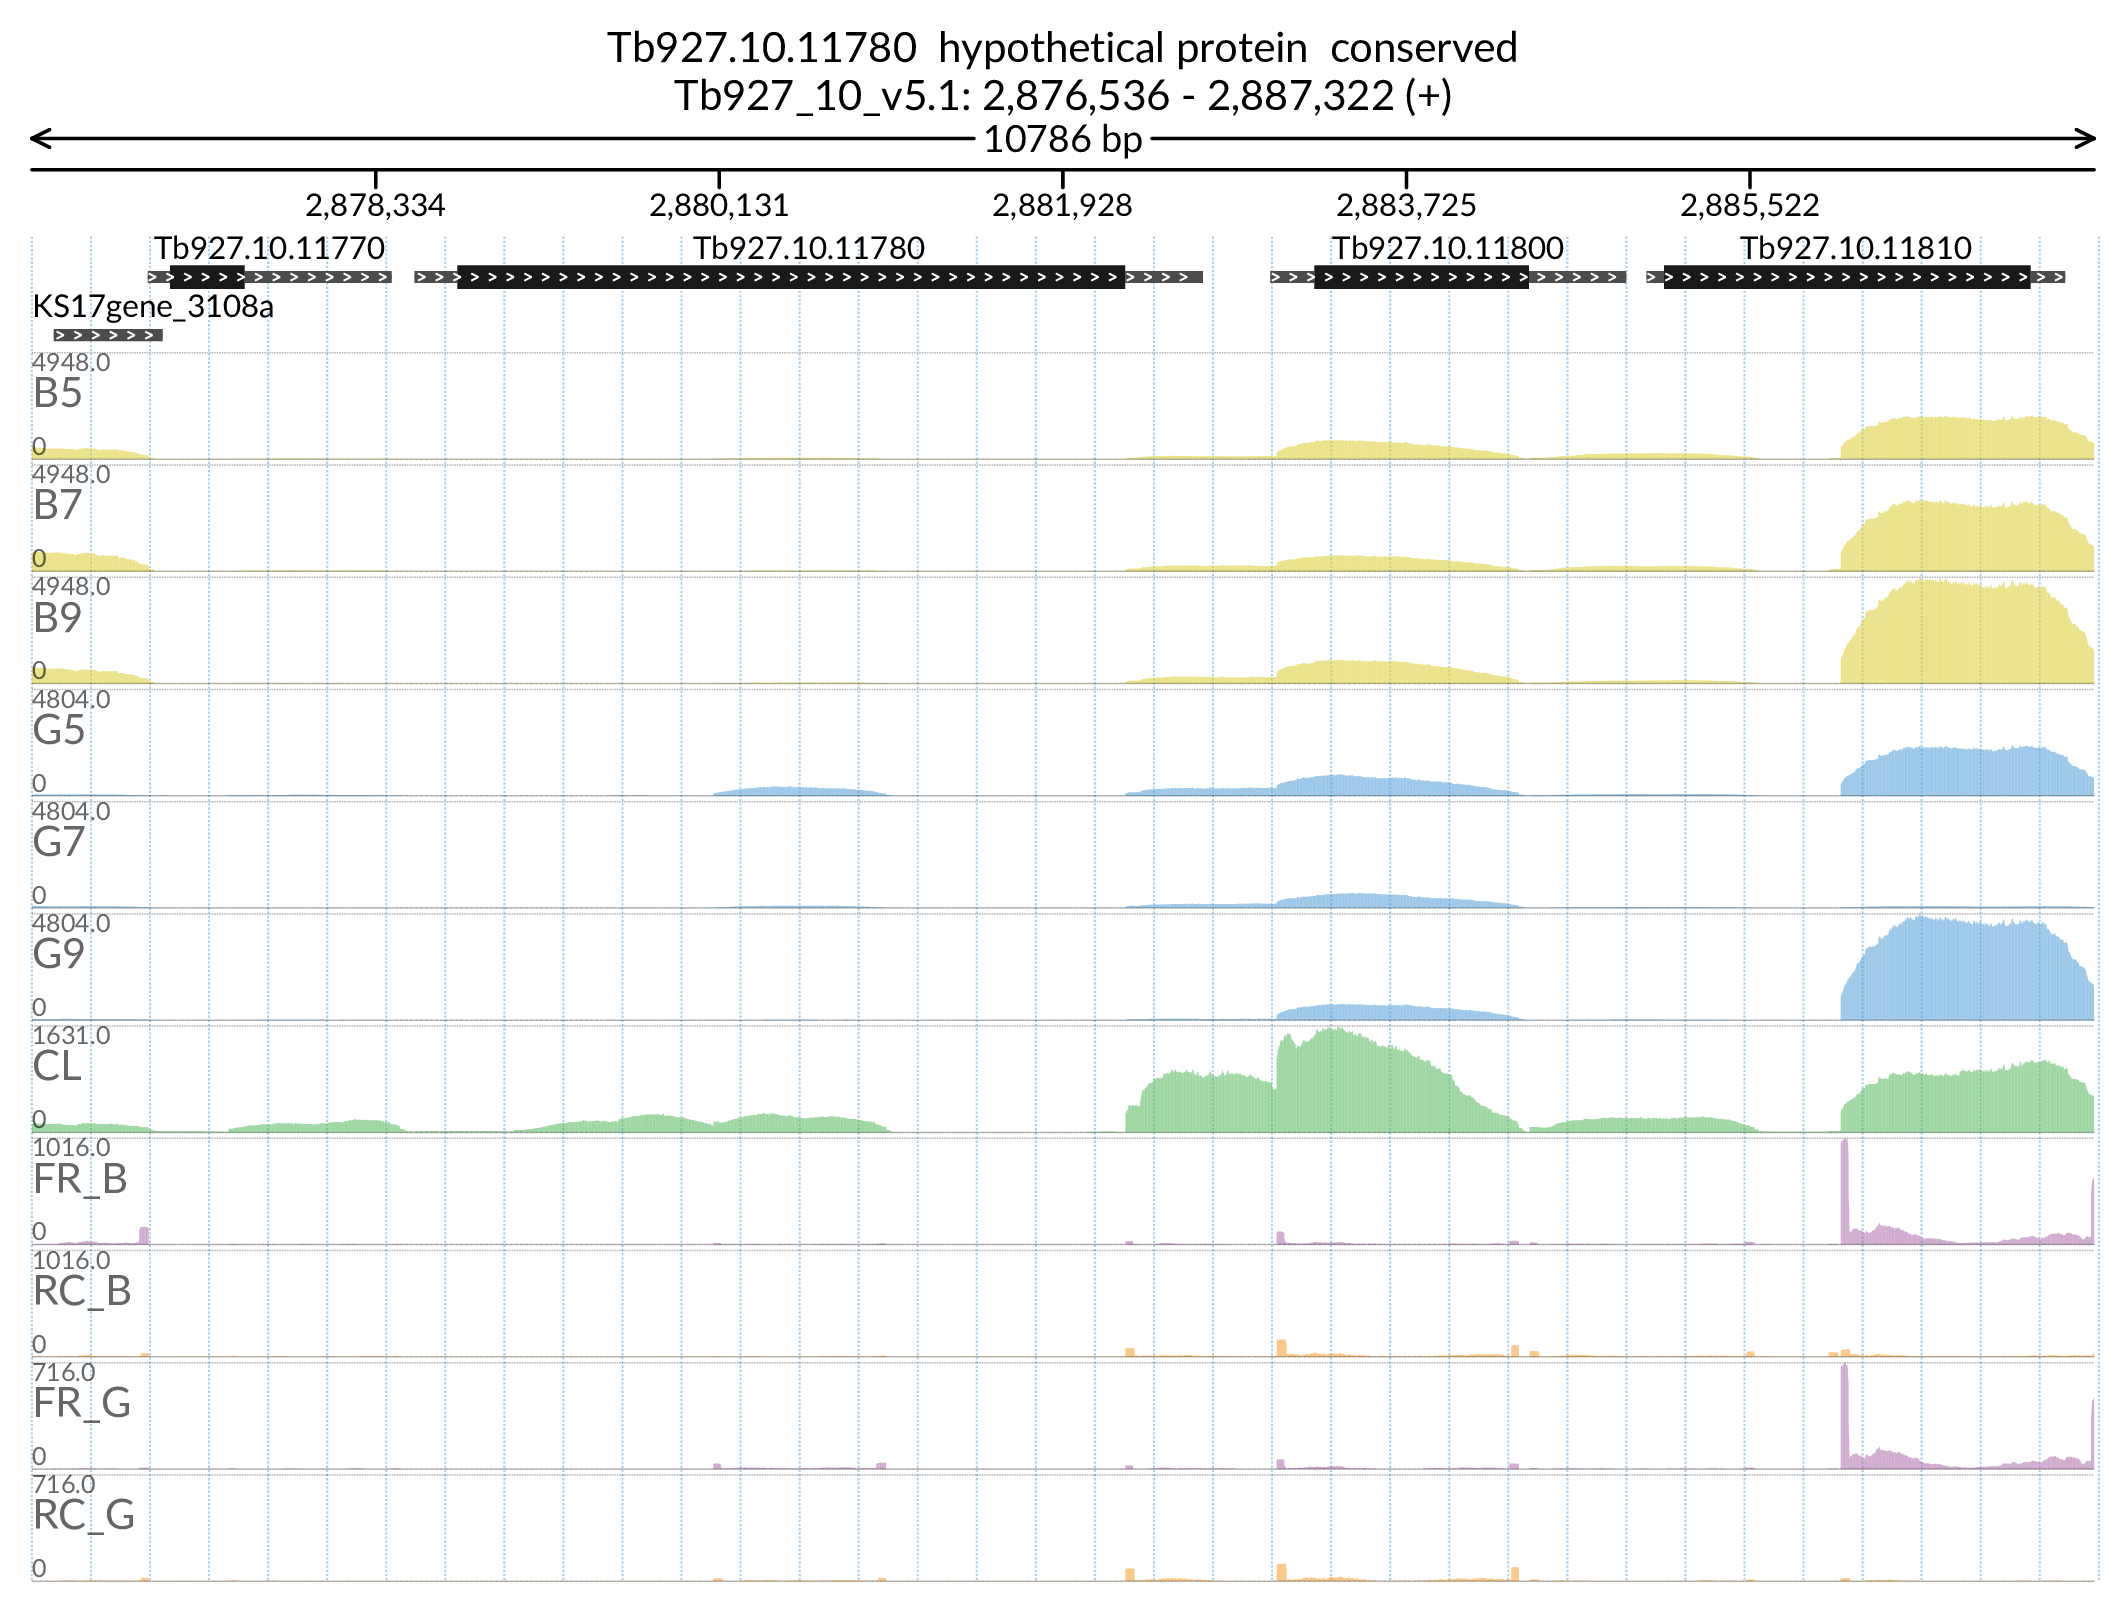 Tb927.10.11780  hypothetical protein  conserved
Tb927_10_v5.1: 2,876,536 - 2,887,322 (+)
10786 bp
2,878,334 2,880,131 2,881,928 2,883,725 2,885,522
Tb927.10.11770 Tb927.10.11780 Tb927.10.11800 Tb927.10.11810
KS17gene_3108a
4948.0
B5
0
4948.0
B7
0
4948.0
B9
0
4804.0
G5
0
4804.0
G7
0
4804.0
G9
0
1631.0
CL
0
1016.0
FR_B
0
1016.0
RC_B
0
716.0
FR_G
0
716.0
RC_G
0